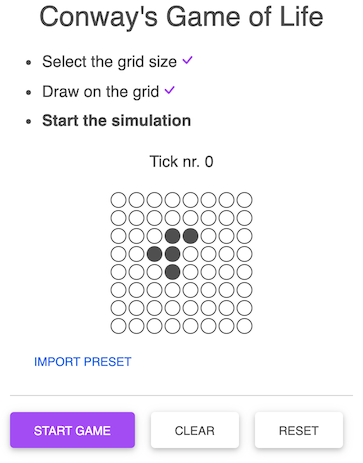 Conway's Game of Life
Select the grid size
Draw on the grid
Start the simulation
Tick nr. 0
IMPORT PRESET
START GAME
CLEAR
RESET